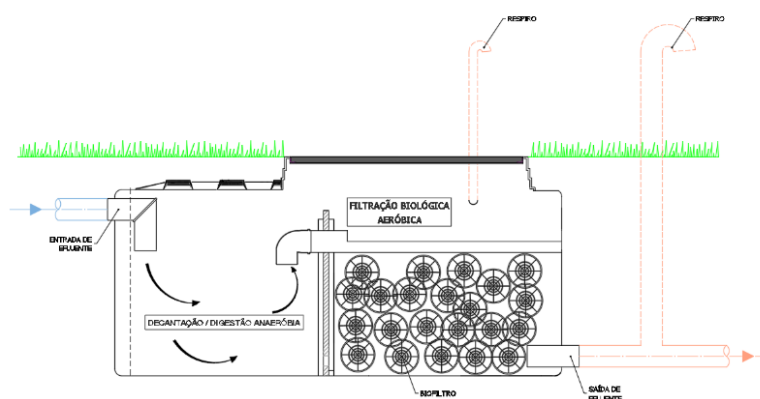 RESPIRO
RESPIRO
FILTRAÇÃO BIOLÓGICA
AERÓBICA
ENTRADA DE
EFLUENTE
DECANTAÇÃO / DIGESTÃO ANAERÓBIA
BIOFILTRO
SAÍDA DE
EFLUENTE